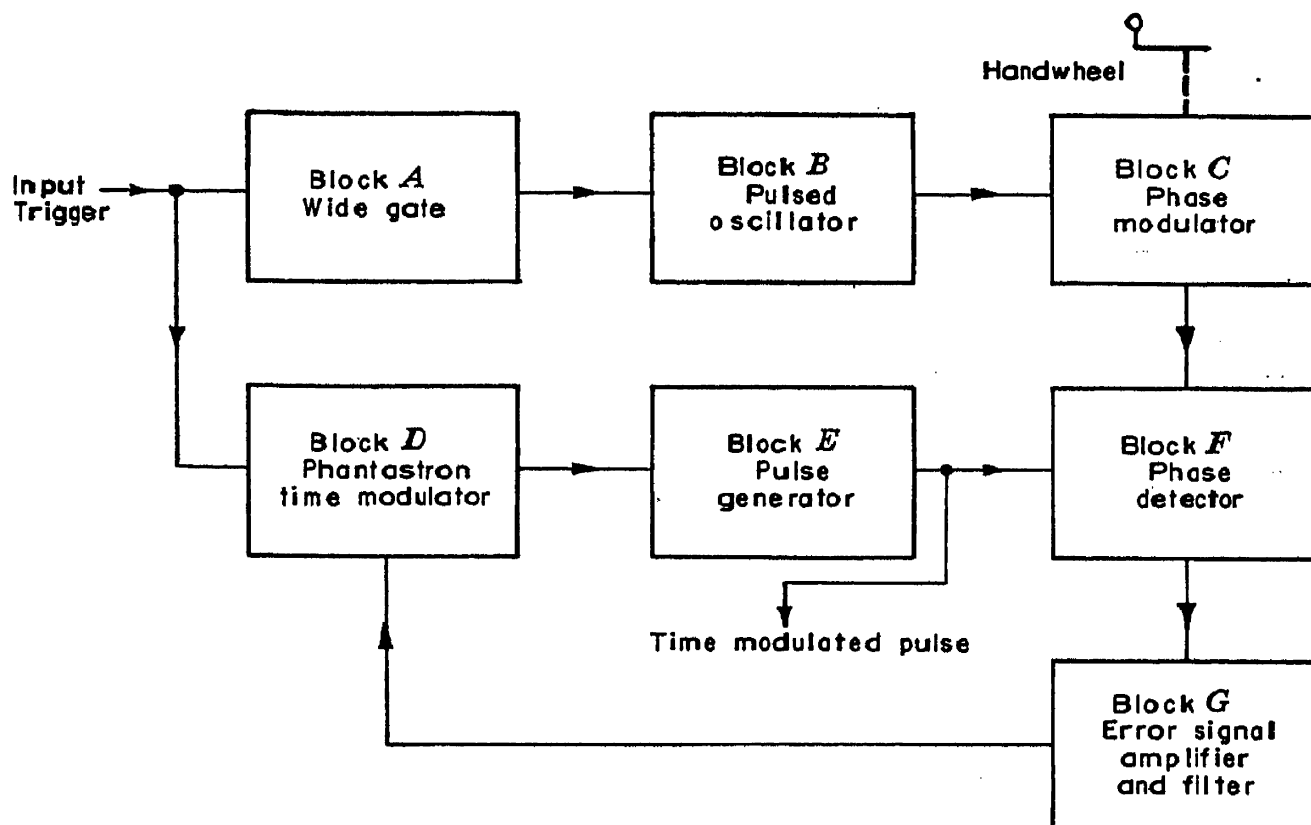 Handwheel
Input
Trigger
Block A
Wide gate
Block B
Pulsed
oscillator
Block C
Phase
modulator
Block D
Phantastron
time modulator
Block E
Pulse
generator
Block F
Phase
detector
Time modulated pulse
Block G
Error signal
amplifier
and filter